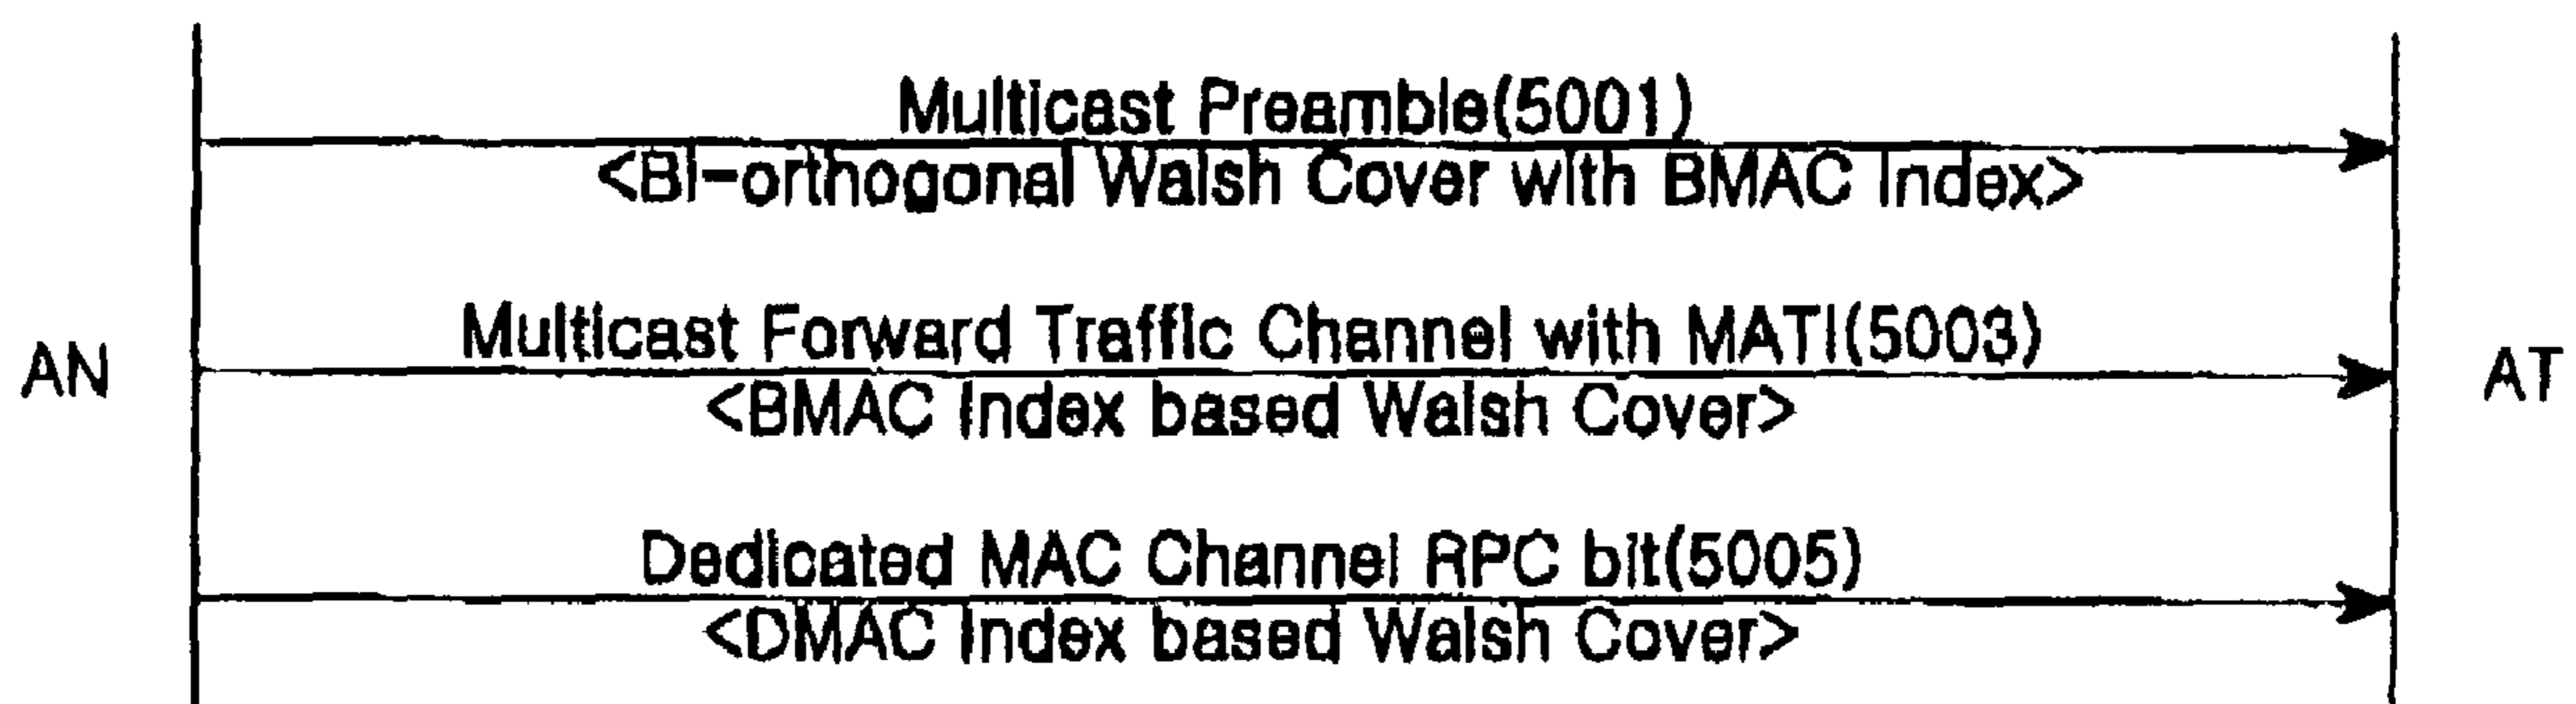 Multicast Preamble(5001)
<Bi-orthogonal Walsh Cover with BMAC Index>
Multicast Forward Traffic Channel with MATI(5003)
AN
AT
<BMAC Index based Walsh Cover>
Dedicated MAC Channel RPC bit(5005)
<DMAC Index based Walsh Cover>